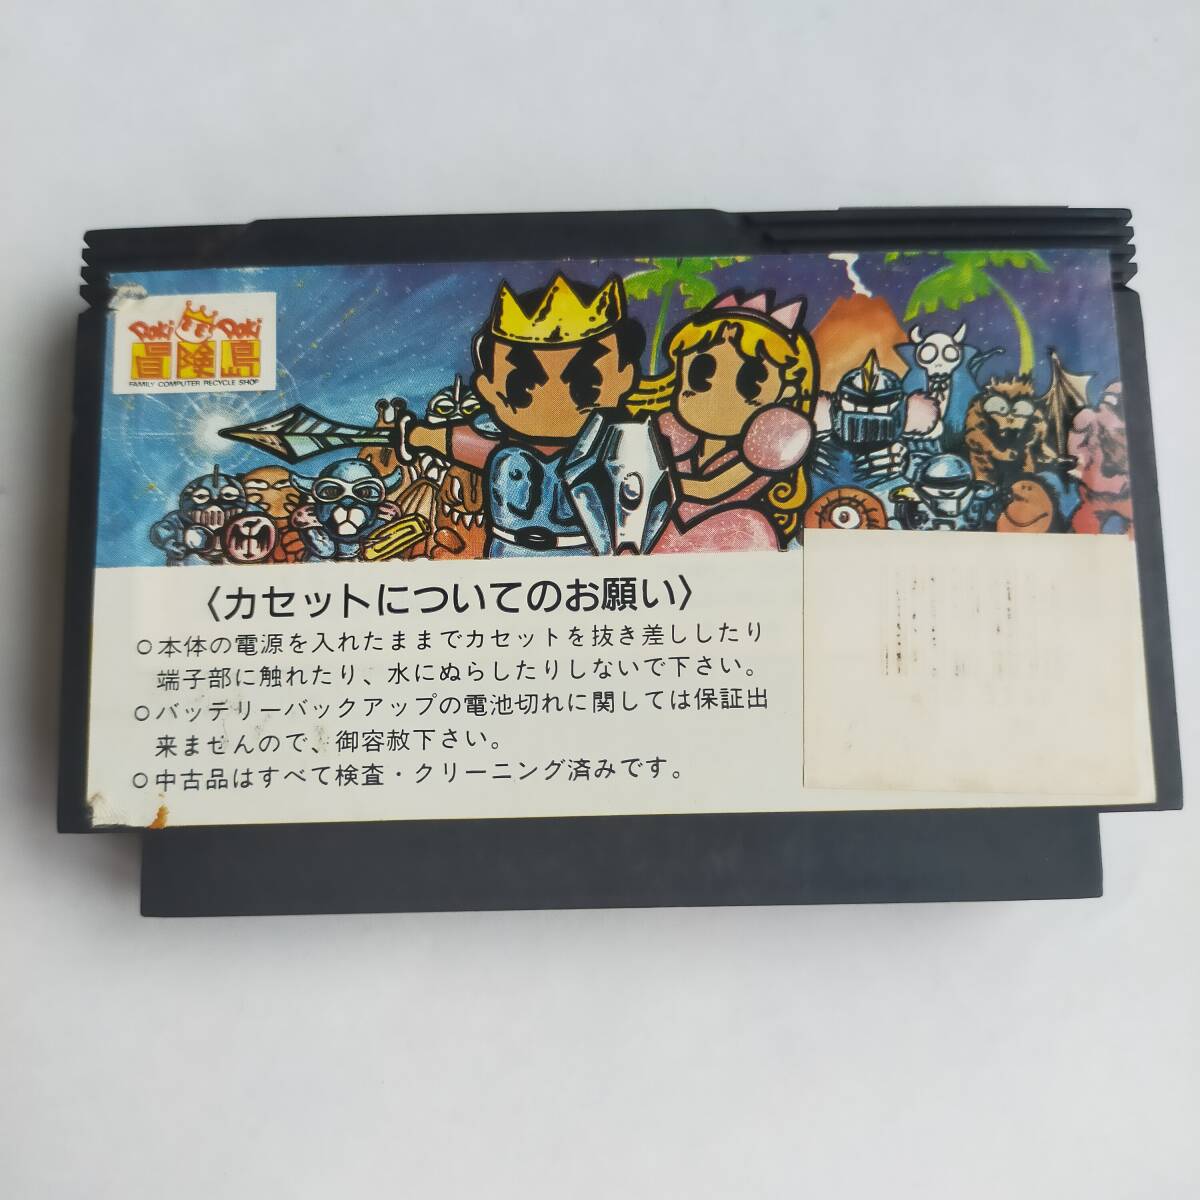 Doki Doki
冒険島
FAMILY COMPUTER RECYCLE SHOP
〈カセットについてのお願い〉
○本体の電源を入れたままでカセットを抜き差ししたり
端子部に触れたり、水にぬらしたりしないで下さい。
○バッテリーバックアップの電池切れに関しては保証出
来ませんので、御容赦下さい。
○中古品はすべて検査・クリーニング済みです。